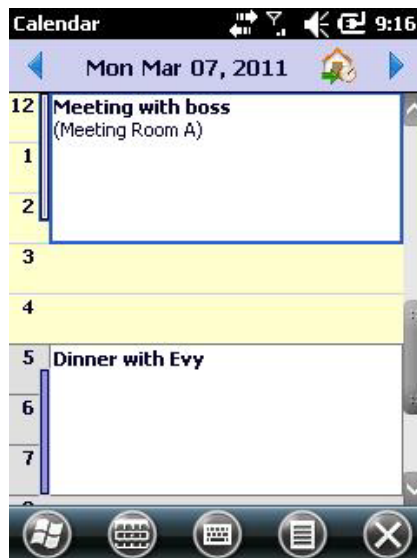 Calendar 9:16
Mon Mar 07, 2011
12 Meeting with boss
(Meeting Room A)
1
2
3
4
5 Dinner with Evy
6
7